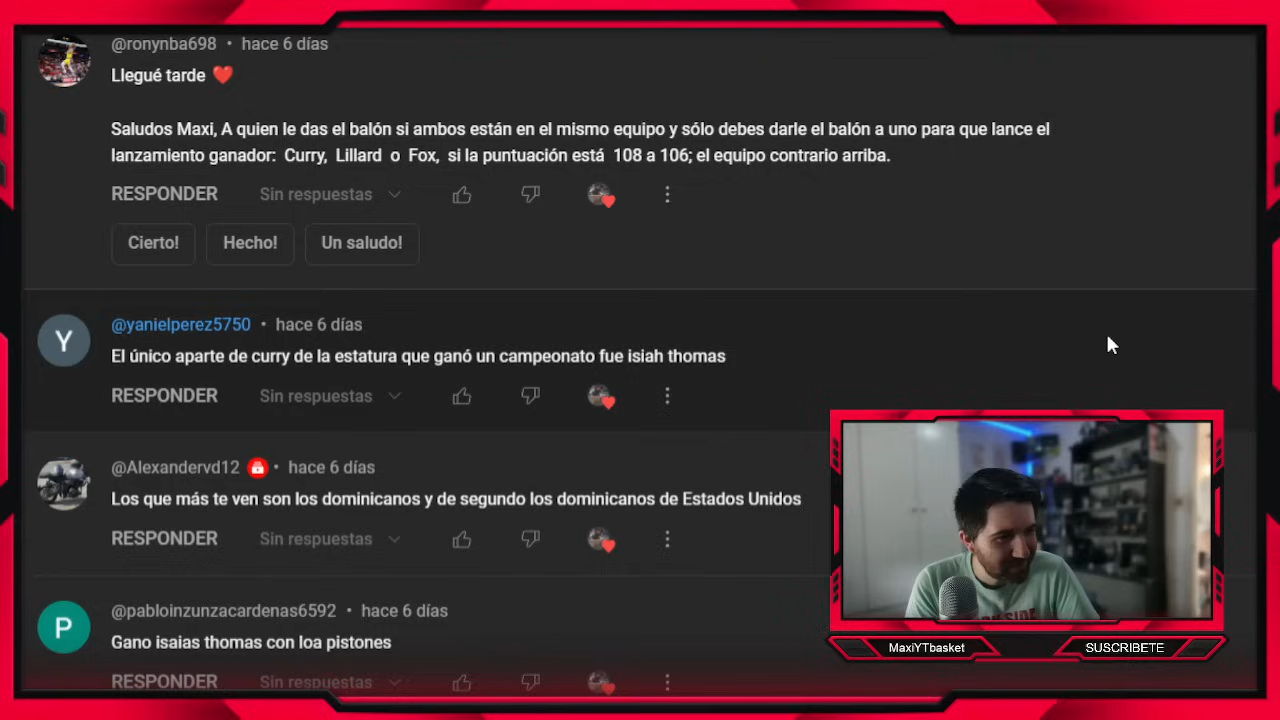 @ronynba698 • hace 6 días
Llegué tarde ❤️
Saludos Maxi, A quien le das el balón si ambos están en el mismo equipo y sólo debes darle el balón a uno para que lance el
lanzamiento ganador: Curry, Lillard o Fox, si la puntuación está 108 a 106; el equipo contrario arriba.
RESPONDER Sin respuestas
Cierto! Hecho! Un saludo!
Y
@yanielperez5750 • hace 6 días
El único aparte de curry de la estatura que ganó un campeonato fue isiah thomas
RESPONDER Sin respuestas
@Alexandervd12 • hace 6 días
Los que más te ven son los dominicanos y de segundo los dominicanos de Estados Unidos
RESPONDER Sin respuestas
P
@pabloinzunzacardenas6592 • hace 6 días
Gano isaias thomas con loa pistones
RESPONDER Sin respuestas
MaxiYTbasket SUSCRIBETE